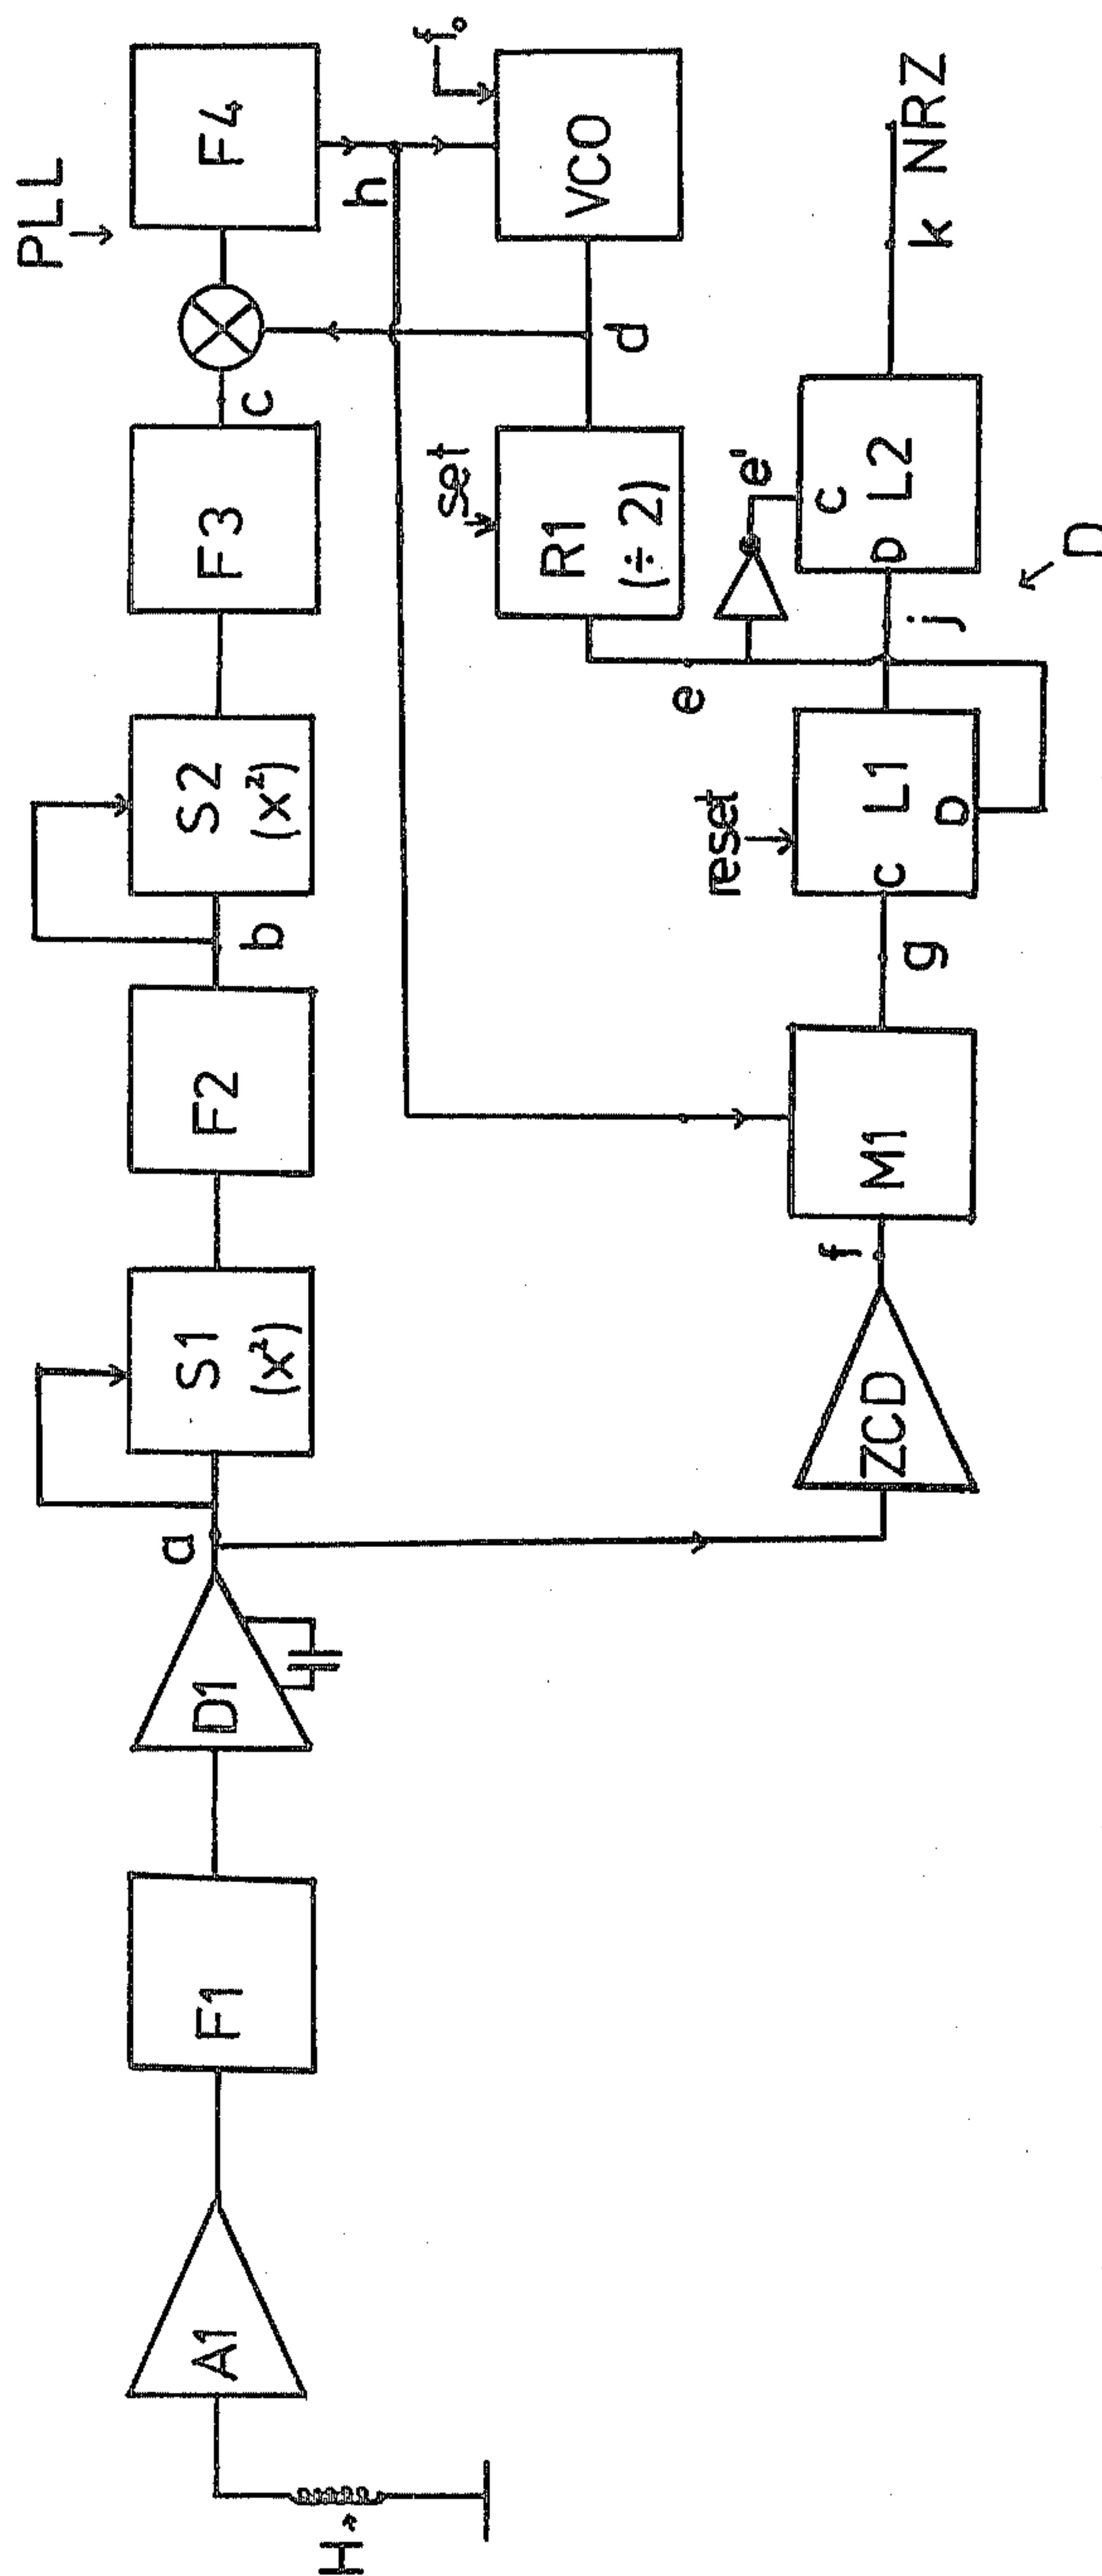 PLL
H
A1
F1
D1
a
S1
(x²)
F2
b
S2
(x²)
F3
c
F4
h
f₀
VCO
d
set
R1
(÷ 2)
e
e'
ZCD
f
M1
g
reset
C
L1
D
j
C
D
L2
k
NRZ
D